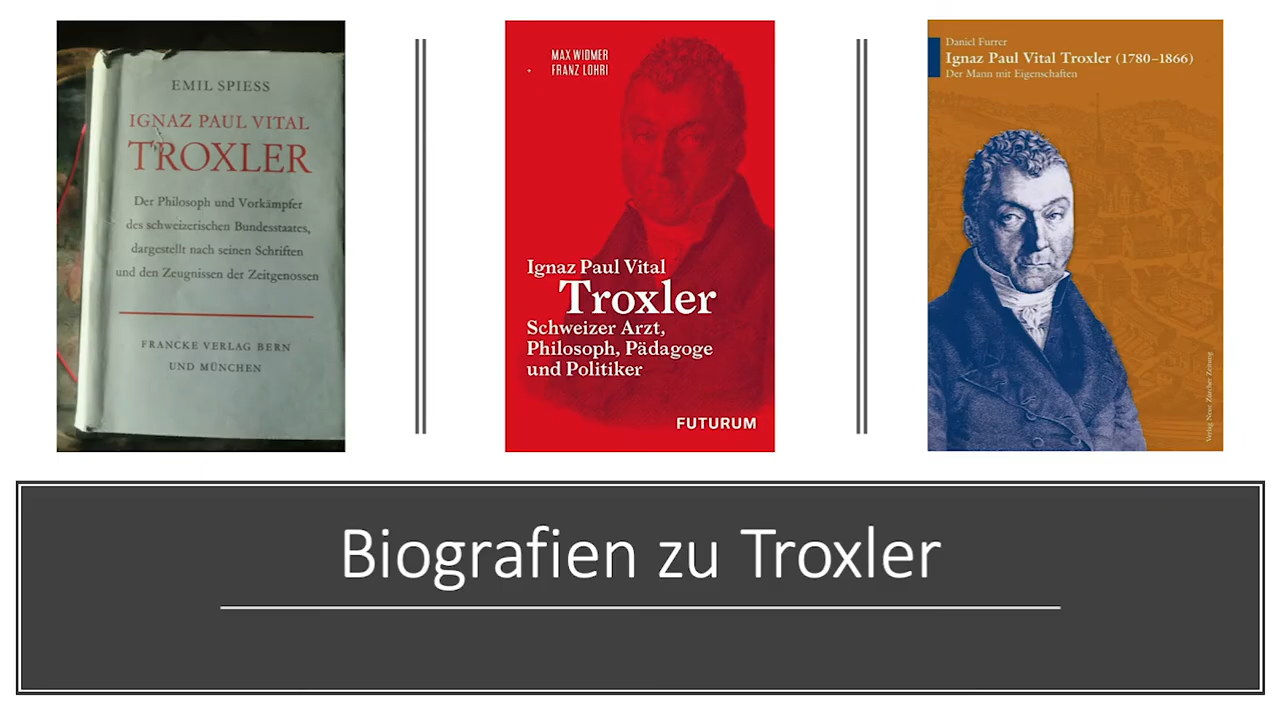 EMIL SPIESS
IGNAZ PAUL VITAL
TROXLER
Der Philosoph und Vorkämpfer
des schweizerischen Bundesstaates,
dargestellt nach seinen Schriften
und den Zeugnissen der Zeitgenossen
FRANCKE VERLAG BERN
UND MÜNCHEN
MAX WIDMER
FRANZ LOHRI
Ignaz Paul Vital
Troxler
Schweizer Arzt,
Philosoph, Pädagoge
und Politiker
FUTURUM
Daniel Furrer
Ignaz Paul Vital Troxler (1780–1866)
Der Mann mit Eigenschaften
Verlag Neue Zürcher Zeitung
Biografien zu Troxler